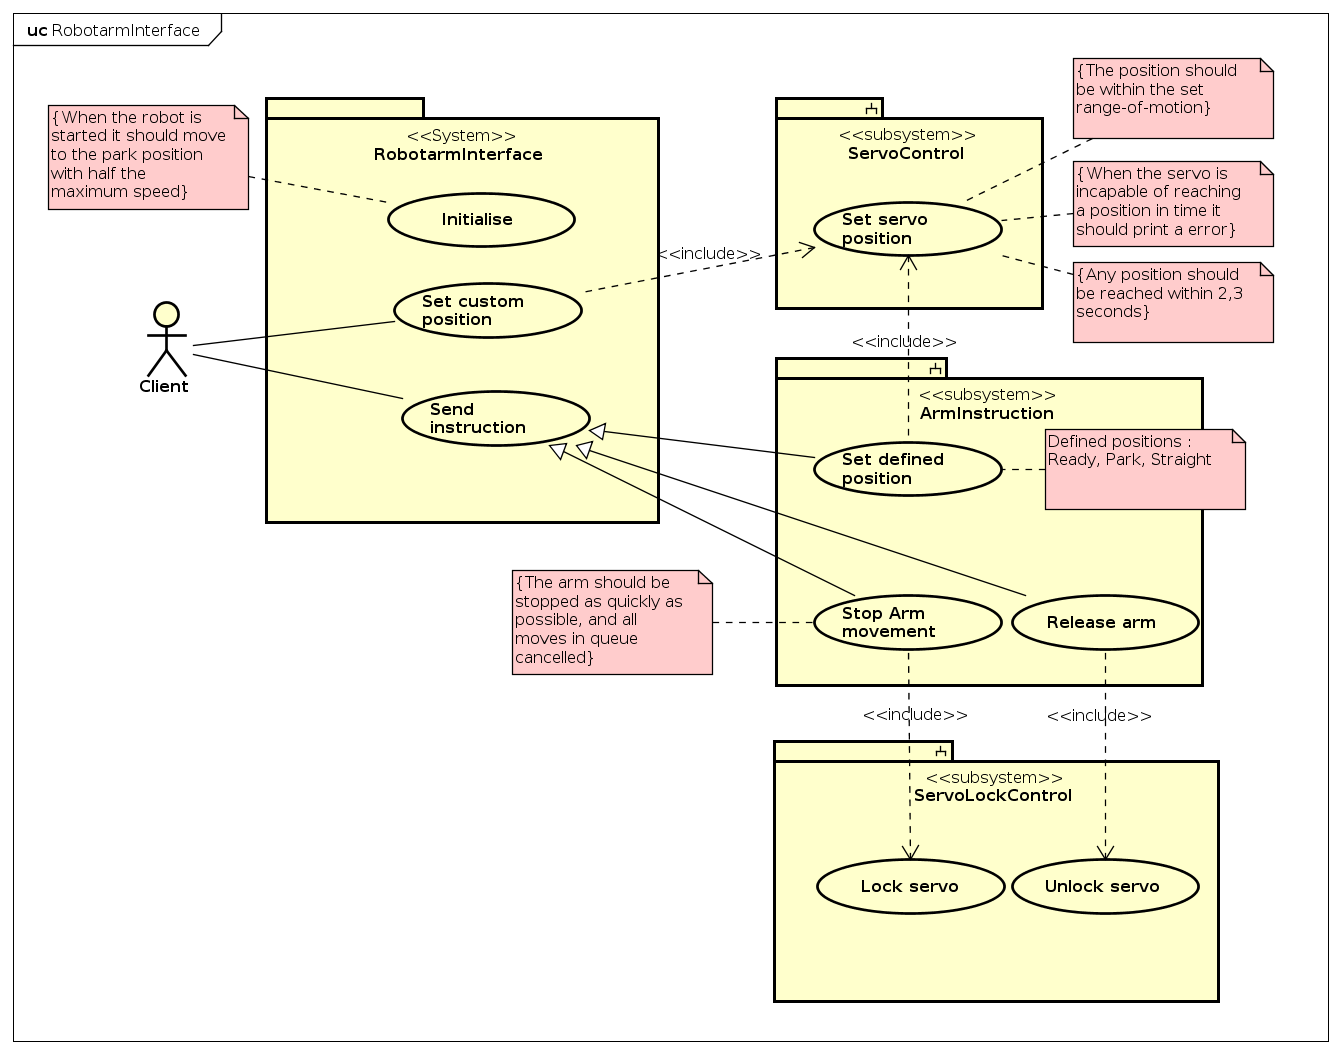 uc RobotarmInterface
{When the robot is
started it should move
to the park position
with half the
maximum speed}
<<System>>
RobotarmInterface
Initialise
Set custom
position
Send
instruction
Client
<<include>>
<<subsystem>>
ServoControl
Set servo
position
{The position should
be within the set
range-of-motion}
{When the servo is
incapable of reaching
a position in time it
should print a error}
{Any position should
be reached within 2,3
seconds}
<<include>>
<<subsystem>>
ArmInstruction
Set defined
position
Defined positions :
Ready, Park, Straight
{The arm should be
stopped as quickly as
possible, and all
moves in queue
cancelled}
Stop Arm
movement
Release arm
<<include>>
<<include>>
<<subsystem>>
ServoLockControl
Lock servo
Unlock servo